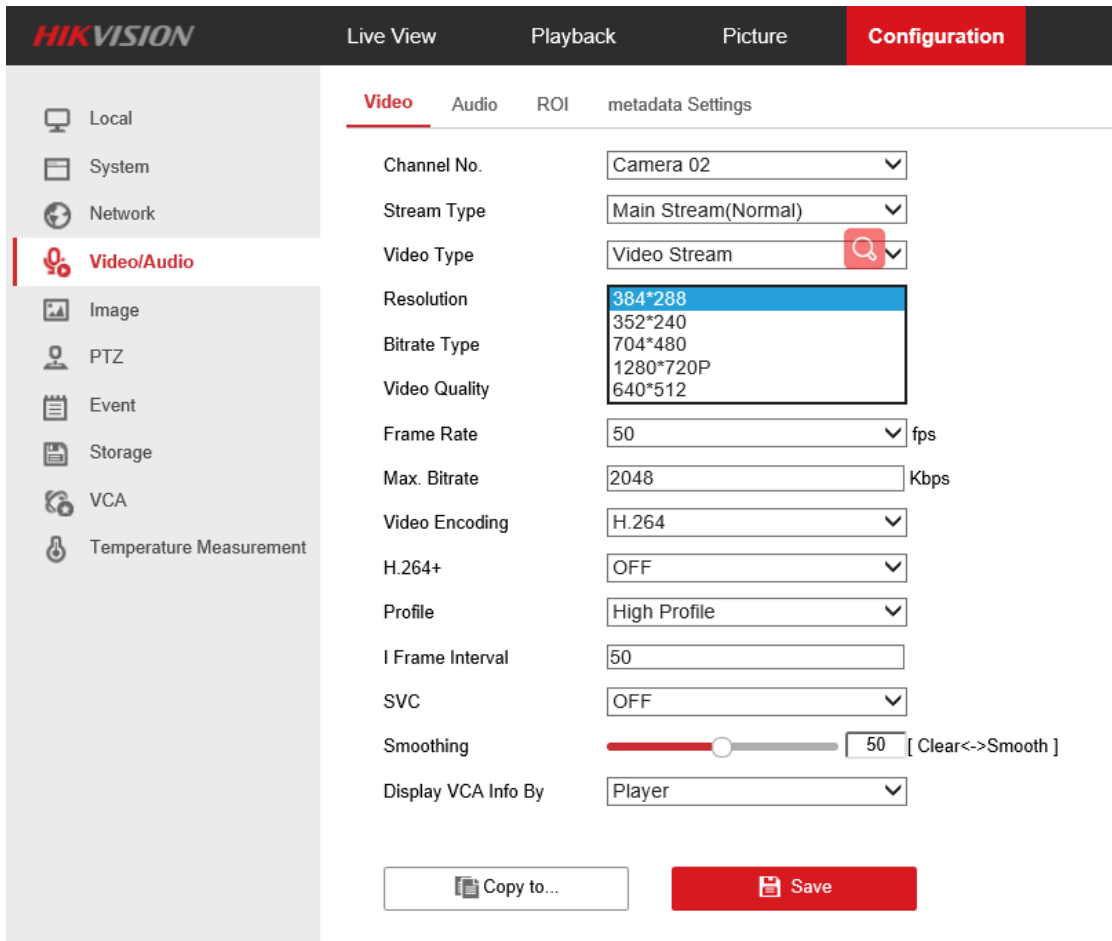 HIKVISION
Live View Playback Picture Configuration
Local
System
Network
Video/Audio
Image
PTZ
Event
Storage
VCA
Temperature Measurement
Video Audio ROI metadata Settings
Channel No. Camera 02
Stream Type Main Stream(Normal)
Video Type Video Stream
Resolution 384*288
352*240
Bitrate Type 704*480
1280*720P
Video Quality 640*512
Frame Rate 50 fps
Max. Bitrate 2048 Kbps
Video Encoding H.264
H.264+ OFF
Profile High Profile
I Frame Interval 50
SVC OFF
Smoothing 50 [ Clear<->Smooth ]
Display VCA Info By Player
Copy to... Save